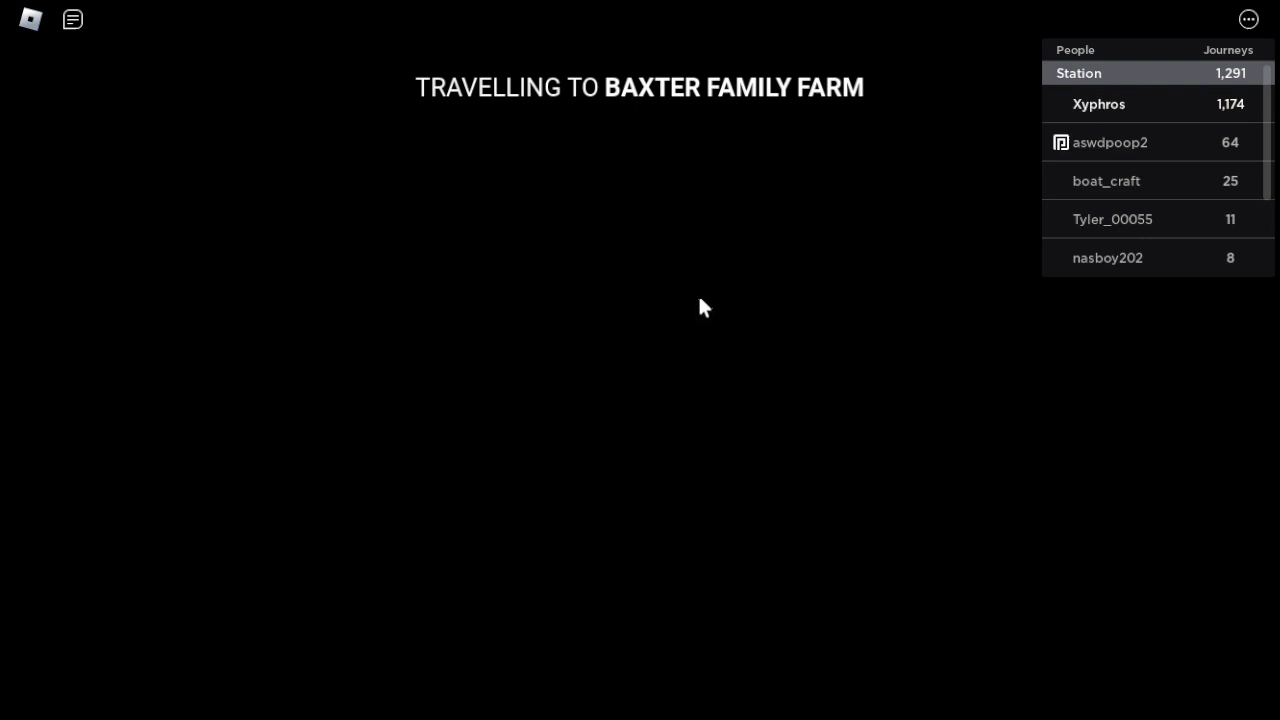 TRAVELLING TO BAXTER FAMILY FARM
People Journeys
Station 1,291
Xyphros 1,174
aswdpoop2 64
boat_craft 25
Tyler_00055 11
nasboy202 8